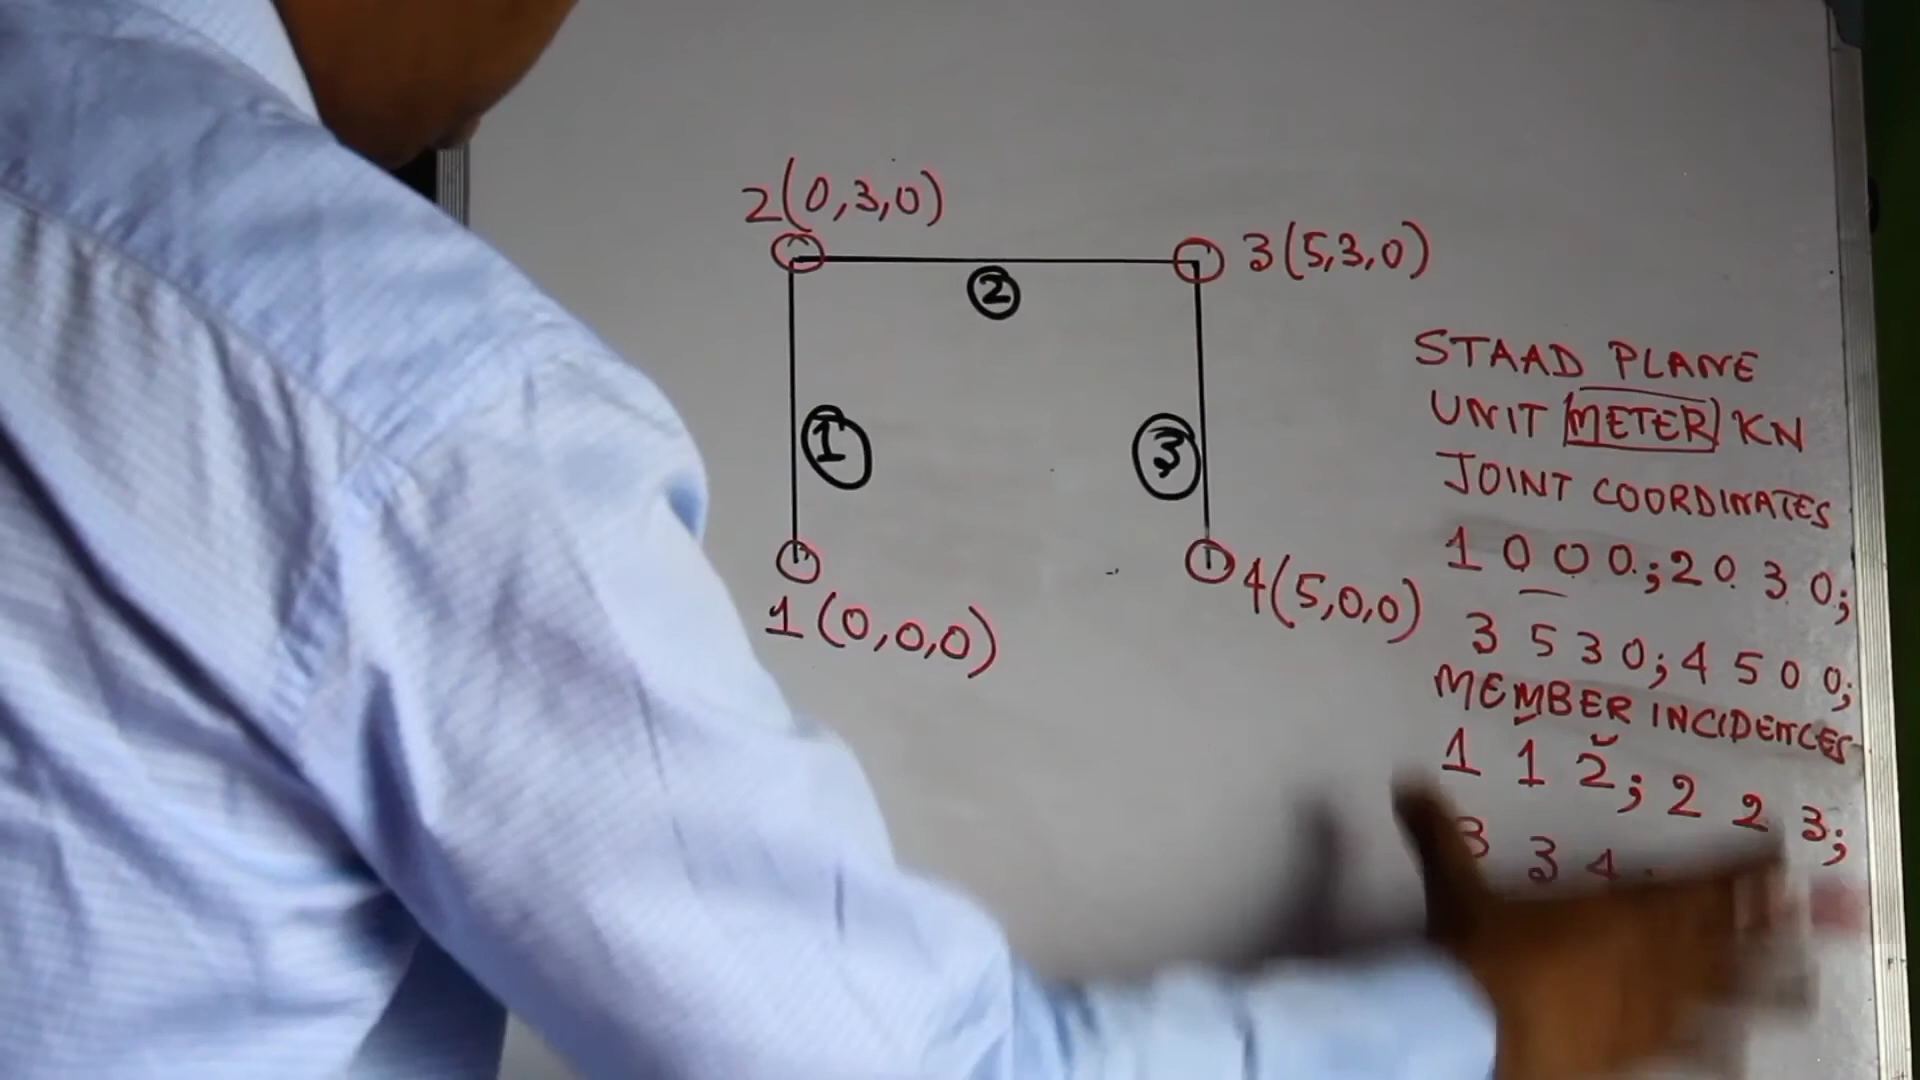 2(0,3,0)
3(5,3,0)
2
1
3
1(0,0,0)
4(5,0,0)
STAAD PLANE
UNIT METER KN
JOINT COORDINATES
1 0 0 0;2 0 3 0;
3 5 3 0;4 5 0 0;
MEMBER INCIDENCES
1 1 2;2 2 3;
3 3 4